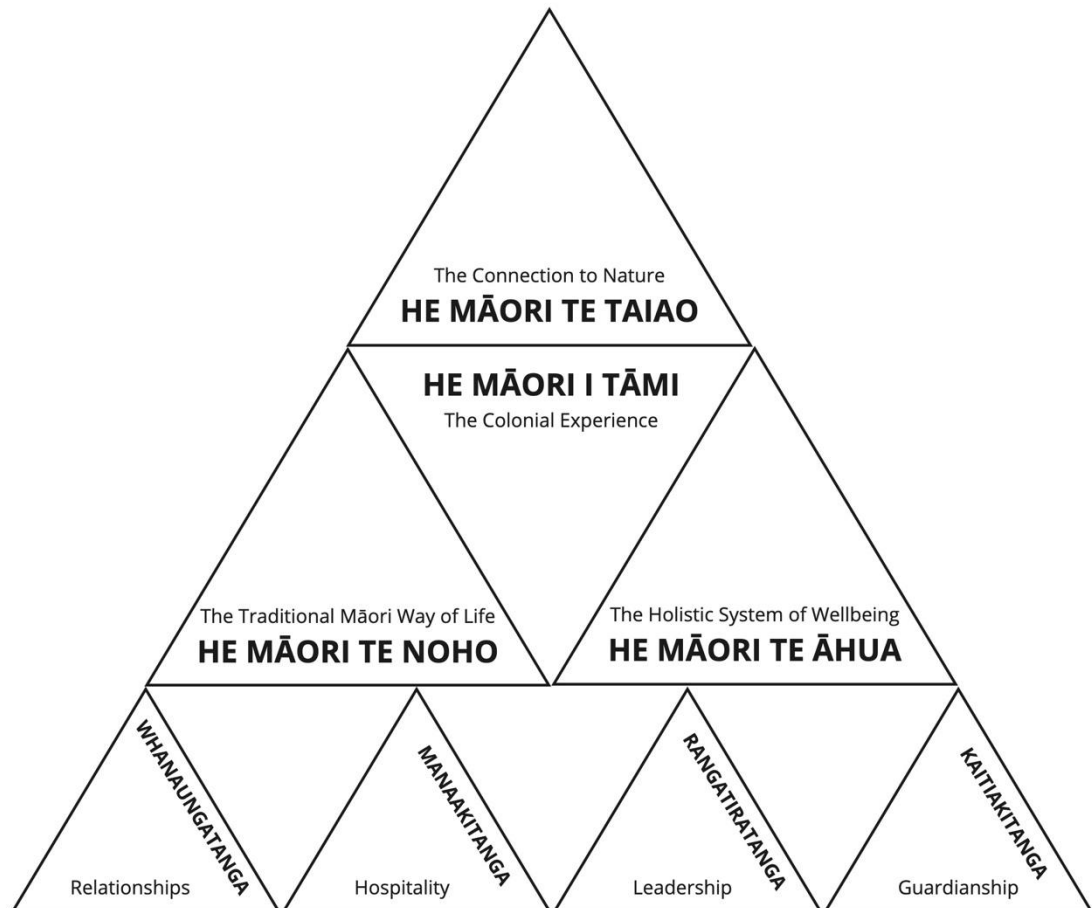 The Connection to Nature
HE MĀORI TE TAIAO
HE MĀORI I TĀMI
The Colonial Experience
The Traditional Māori Way of Life
HE MĀORI TE NOHO
The Holistic System of Wellbeing
HE MĀORI TE ĀHUA
WHANAUNGATANGA
Relationships
MANAAKITANGA
Hospitality
RANGATIRATANGA
Leadership
KAITIAKITANGA
Guardianship